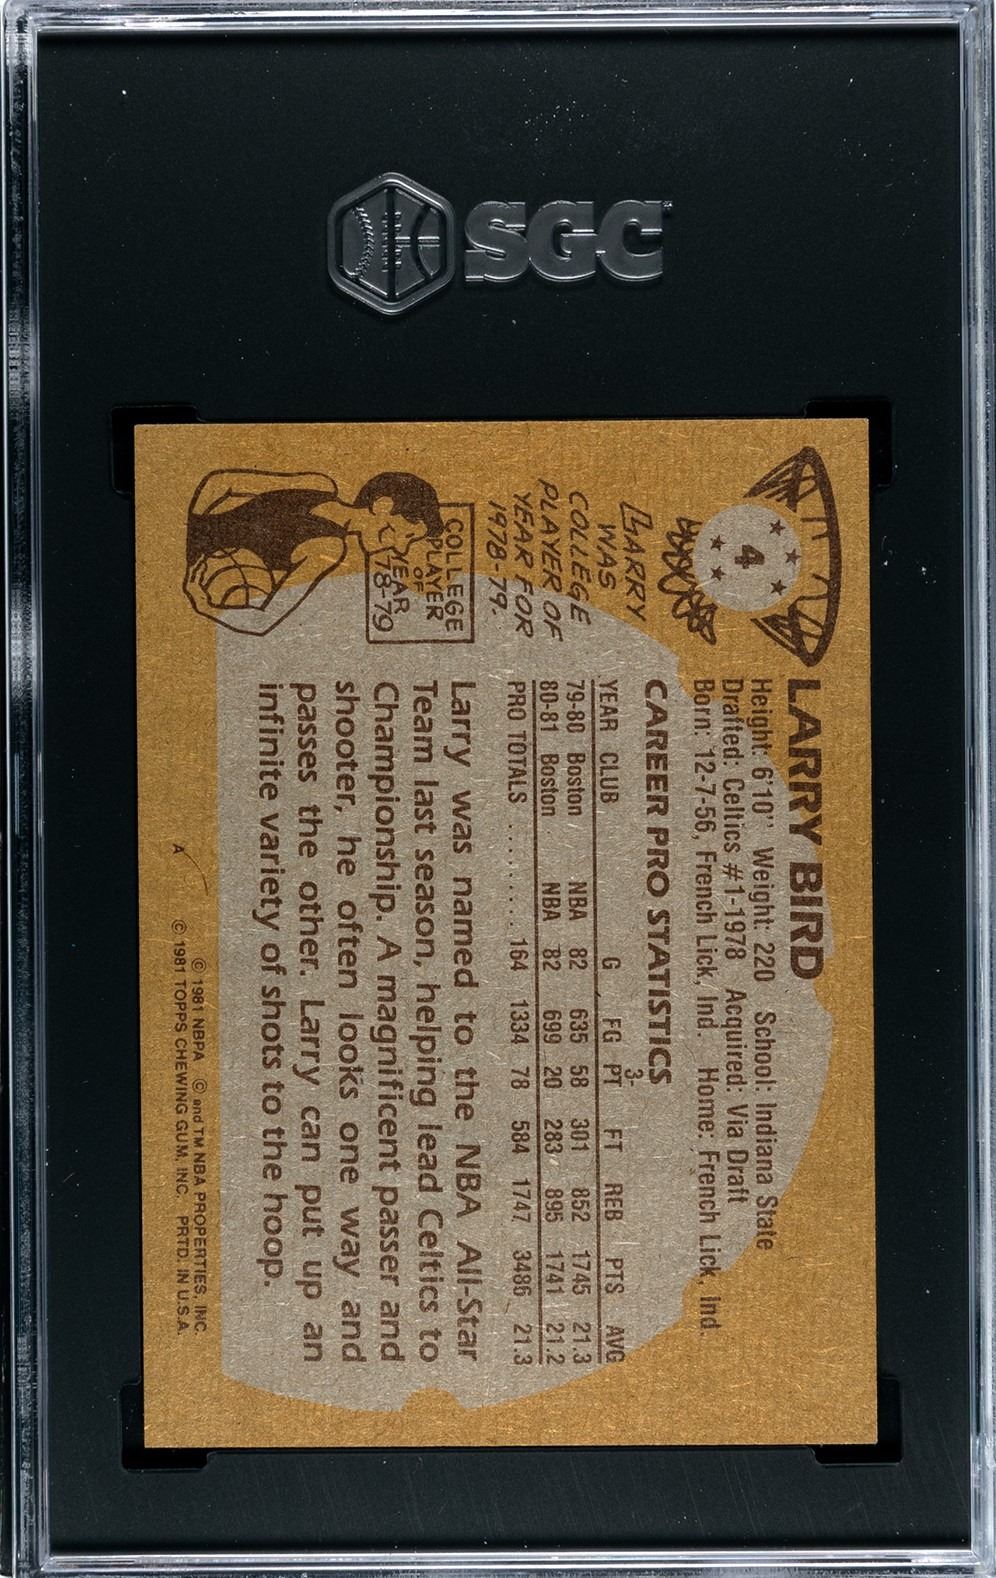 SGC
4
LARRY BIRD
Height: 6'10" Weight: 220 School: Indiana State
Drafted: Celtics #1-1978 Acquired: Via Draft
Born: 12-7-56, French Lick, Ind. Home: French Lick, Ind.
CAREER PRO STATISTICS
YEAR CLUB G FG 3-PT FT REB PTS AVG
79-80 Boston NBA 82 635 58 301 852 1745 21.3
80-81 Boston NBA 82 699 20 283 895 1741 21.2
PRO TOTALS .......... 164 1334 78 584 1747 3486 21.3
LARRY
WAS
COLLEGE
PLAYER OF
YEAR FOR
1978-79.
COLLEGE
PLAYER
OF
YEAR
78-79
Larry was named to the NBA All-Star
Team last season, helping lead Celtics to
Championship. A magnificent passer and
shooter, he often looks one way and
passes the other. Larry can put up an
infinite variety of shots to the hoop.
© 1981 NBPA © and TM NBA PROPERTIES, INC.
A © 1981 TOPPS CHEWING GUM, INC. PRTD. IN U.S.A.